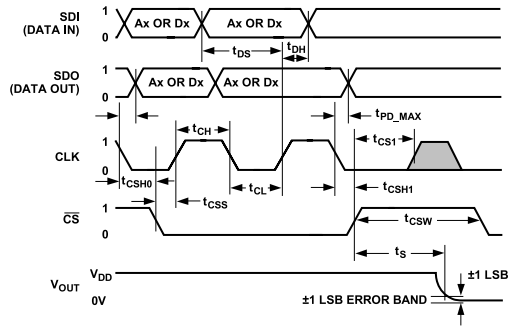 SDI
(DATA IN)
1
0
Ax OR Dx
Ax OR Dx
tDS
tDH
SDO
(DATA OUT)
1
0
Ax OR Dx
Ax OR Dx
tPD_MAX
CLK
1
0
tCH
tCS1
tCSH0
tCSS
tCL
tCSH1
CS
1
0
tCSW
tS
VOUT
VDD
0V
±1 LSB
±1 LSB ERROR BAND